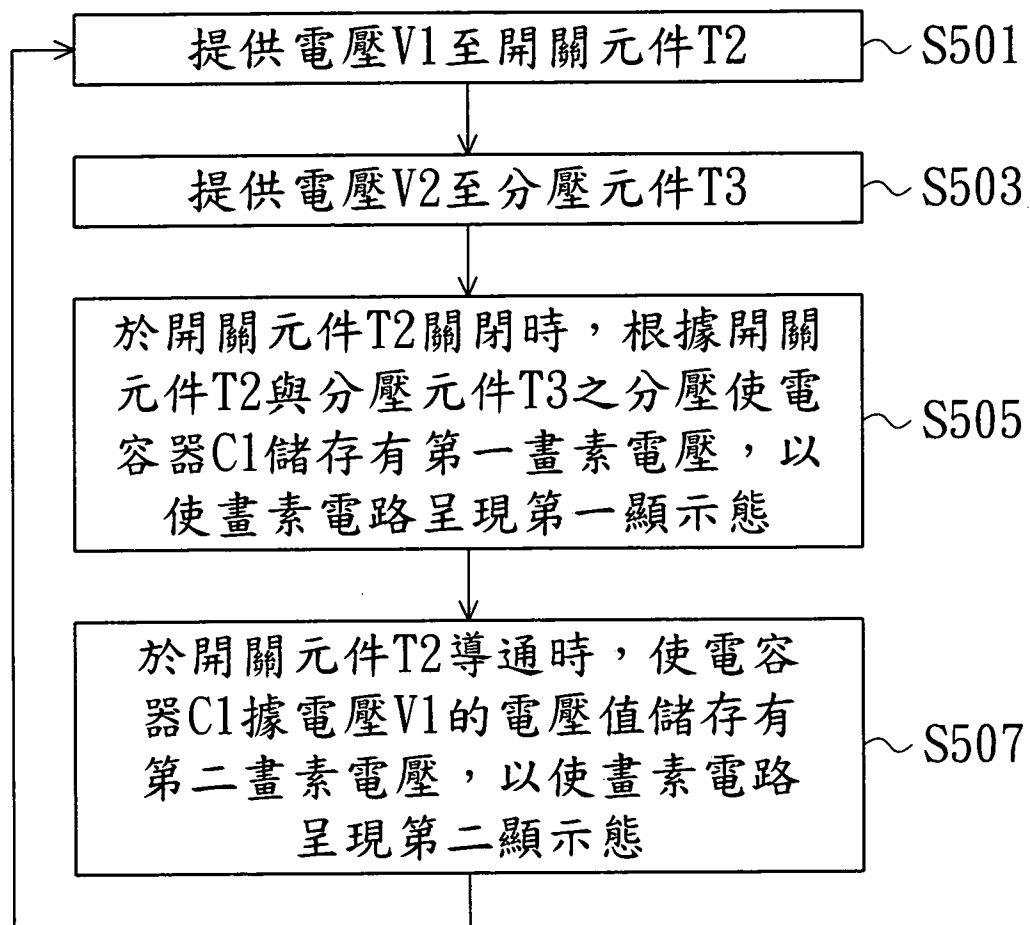 提供電壓V1至開關元件T2
S501
提供電壓V2至分壓元件T3
S503
於開關元件T2關閉時，根據開關
元件T2與分壓元件T3之分壓使電
容器C1儲存有第一畫素電壓，以
使畫素電路呈現第一顯示態
S505
於開關元件T2導通時，使電容
器C1據電壓V1的電壓值儲存有
第二畫素電壓，以使畫素電路
呈現第二顯示態
S507